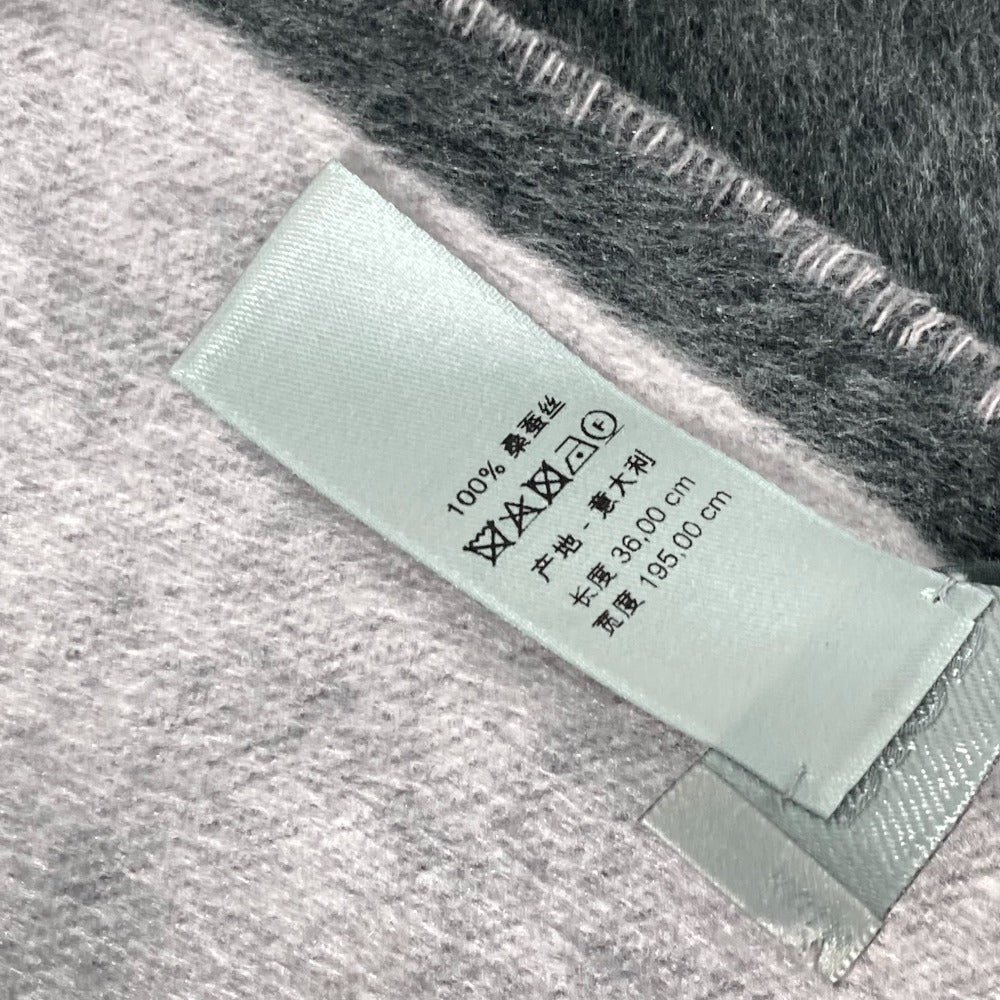 100% 桑蚕丝
F
产地 - 意大利
长度 36,00 cm
宽度 195,00 cm